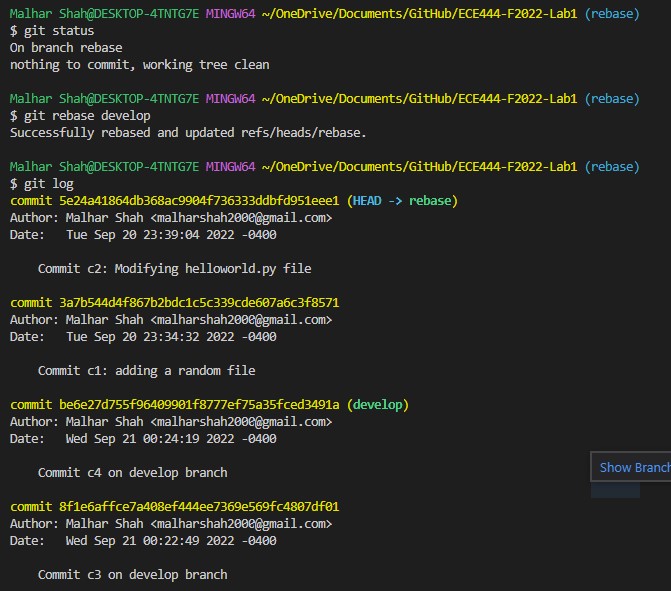 Malhar Shah@DESKTOP-4TNTG7E MINGW64 ~/OneDrive/Documents/GitHub/ECE444-F2022-Lab1 (rebase)
$ git status
On branch rebase
nothing to commit, working tree clean
Malhar Shah@DESKTOP-4TNTG7E MINGW64 ~/OneDrive/Documents/GitHub/ECE444-F2022-Lab1 (rebase)
$ git rebase develop
Successfully rebased and updated refs/heads/rebase.
Malhar Shah@DESKTOP-4TNTG7E MINGW64 ~/OneDrive/Documents/GitHub/ECE444-F2022-Lab1 (rebase)
$ git log
commit 5e24a41864db368ac9904f736333ddbfd951eee1 (HEAD -> rebase)
Author: Malhar Shah <malharshah2000@gmail.com>
Date:   Tue Sep 20 23:39:04 2022 -0400
Commit c2: Modifying helloworld.py file
commit 3a7b544d4f867b2bdc1c5c339cde607a6c3f8571
Author: Malhar Shah <malharshah2000@gmail.com>
Date:   Tue Sep 20 23:34:32 2022 -0400
Commit c1: adding a random file
commit be6e27d755f96409901f8777ef75a35fced3491a (develop)
Author: Malhar Shah <malharshah2000@gmail.com>
Date:   Wed Sep 21 00:24:19 2022 -0400
Commit c4 on develop branch
Show Branch
commit 8f1e6affce7a408ef444ee7369e569fc4807df01
Author: Malhar Shah <malharshah2000@gmail.com>
Date:   Wed Sep 21 00:22:49 2022 -0400
Commit c3 on develop branch